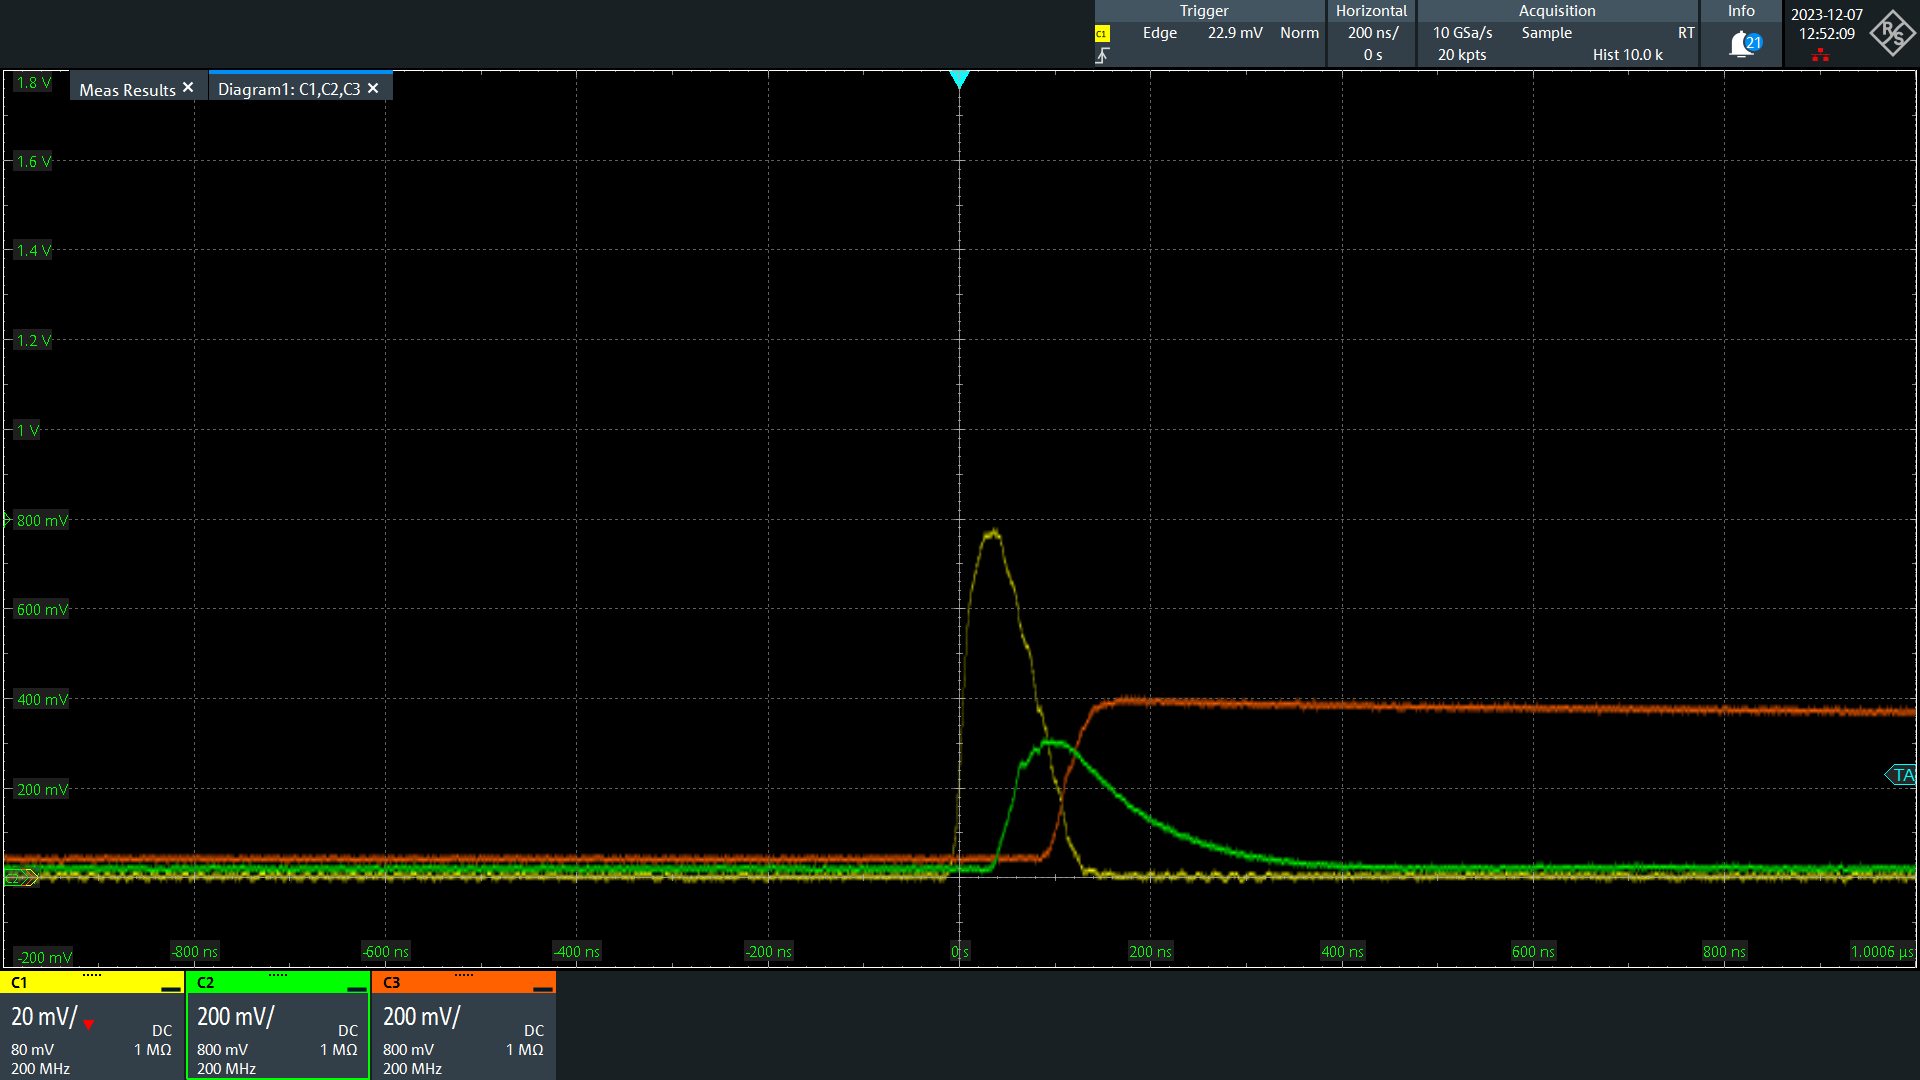 Trigger
C1 Edge 22.9 mV Norm
Horizontal
200 ns/
0 s
Acquisition
10 GSa/s Sample RT
20 kpts Hist 10.0 k
Info
21
2023-12-07
12:52:09
R S
Meas Results ✕ Diagram1: C1,C2,C3 ✕
1.8 V
1.6 V
1.4 V
1.2 V
1 V
800 mV
600 mV
400 mV
200 mV
TA
-200 mV
-800 ns -600 ns -400 ns -200 ns 0 s 200 ns 400 ns 600 ns 800 ns 1.0006 µs
C1
20 mV/
DC
80 mV 1 MΩ
200 MHz
C2
200 mV/
DC
800 mV 1 MΩ
200 MHz
C3
200 mV/
DC
800 mV 1 MΩ
200 MHz